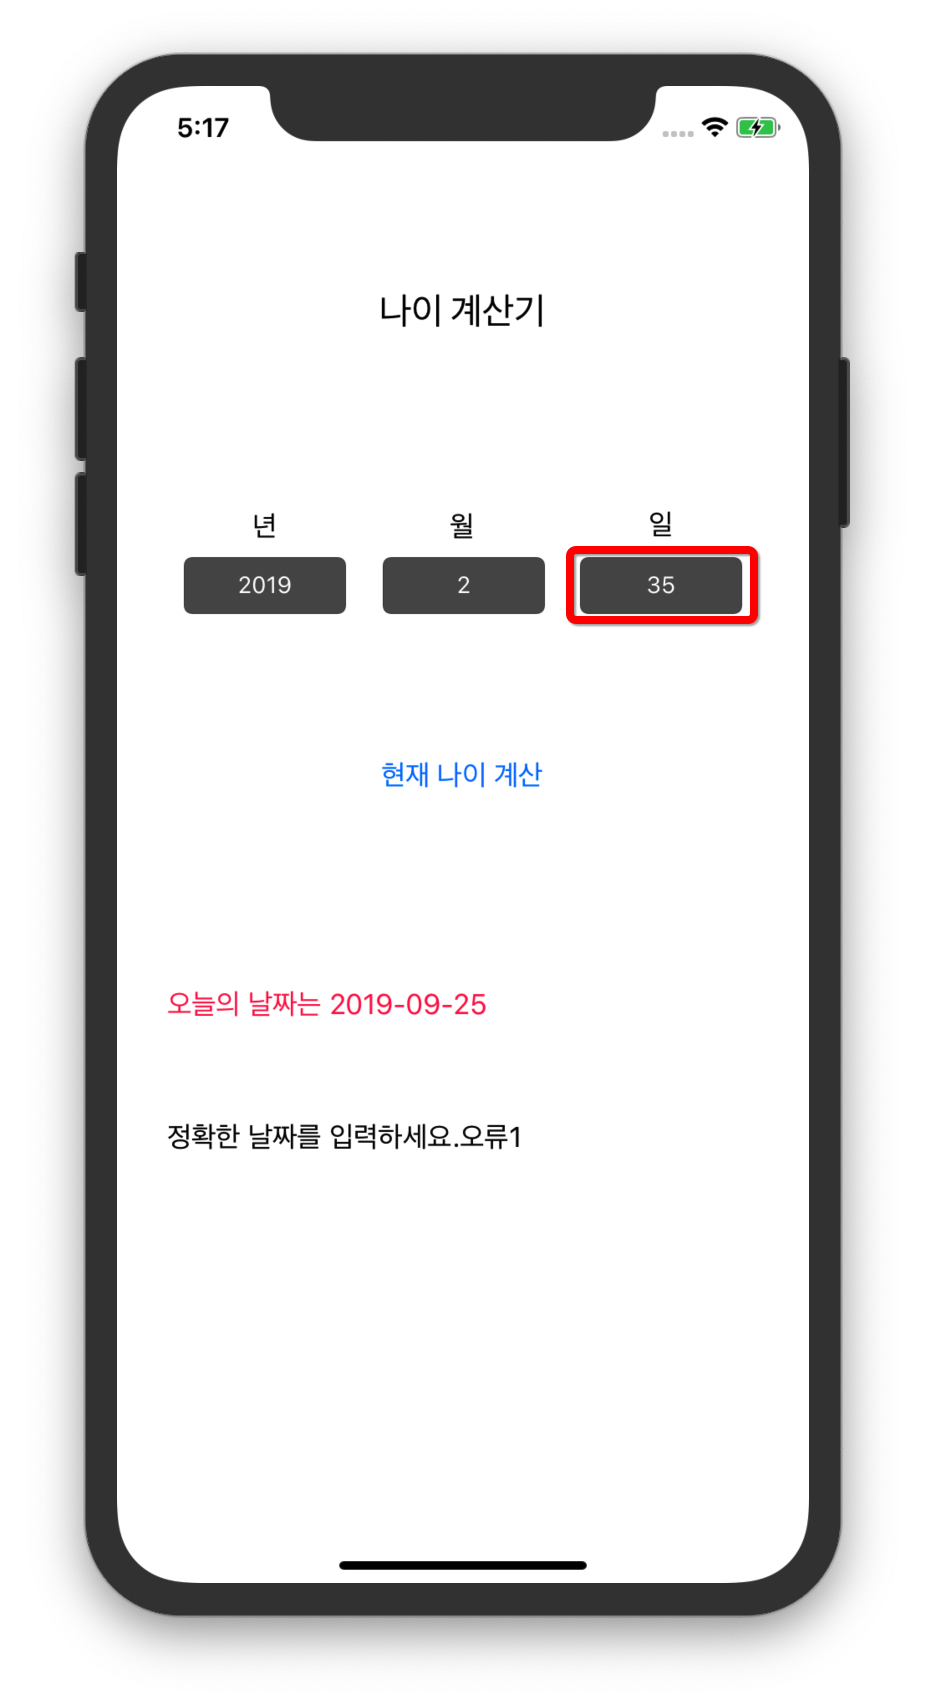 5:17
나이 계산기
년 월 일
2019 2 35
현재 나이 계산
오늘의 날짜는 2019-09-25
정확한 날짜를 입력하세요.오류1